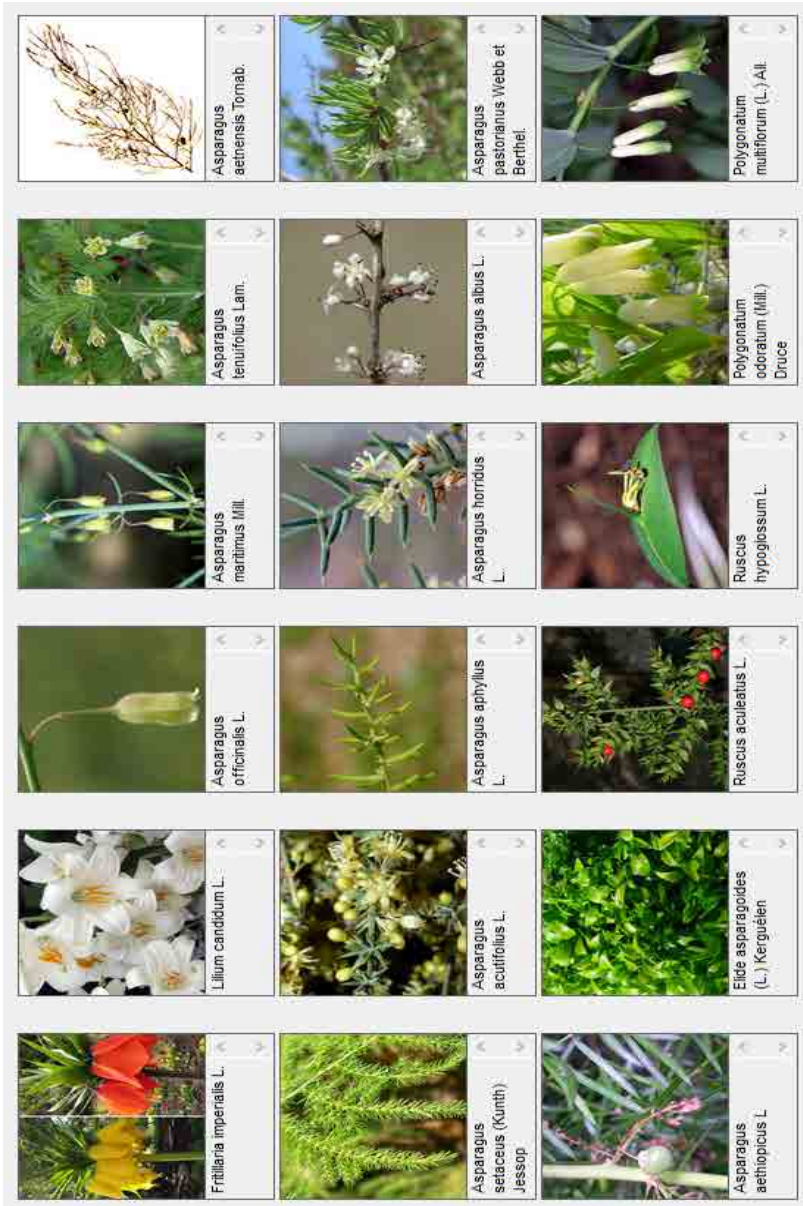 Fritillaria imperialis L.
Lilium candidum L.
Asparagus
officinalis L.
Asparagus
maritimus Mill.
Asparagus
tenuifolius Lam.
Asparagus
aetnensis Tornab.
Asparagus
setaceus (Kunth)
Jessop
Asparagus
acutifolius L.
Asparagus aphyllus
L.
Asparagus horridus
L.
Asparagus albus L.
Asparagus
pastorianus Webb et
Berthel.
Asparagus
aethiopicus L
Elide asparagoides
(L.) Kerguélen
Ruscus aculeatus L.
Ruscus
hypoglossum L.
Polygonatum
odoratum (Mill.)
Druce
Polygonatum
multiflorum (L.) All.